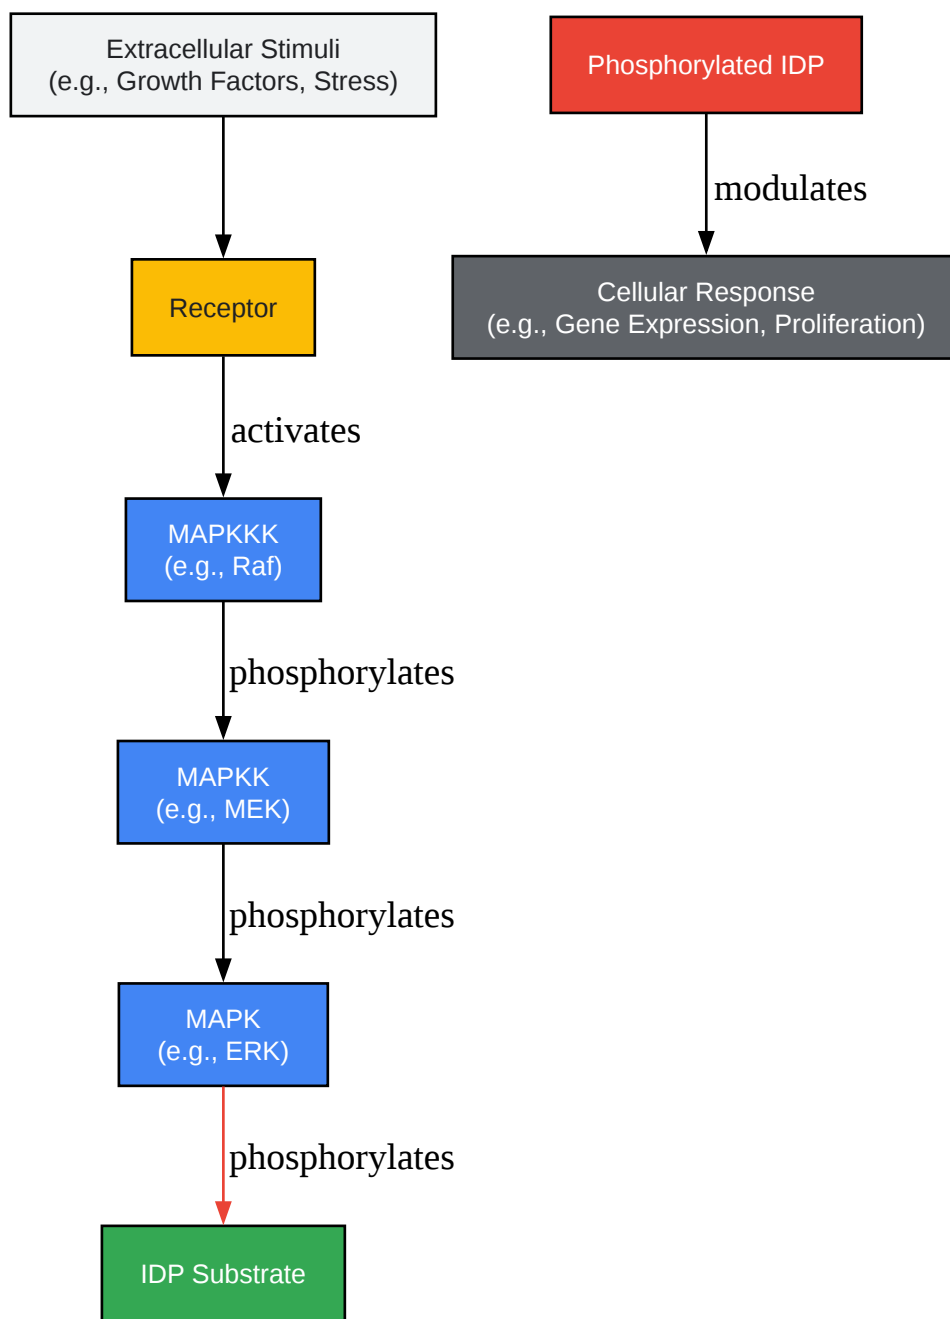 Extracellular Stimuli
(e.g., Growth Factors, Stress)
Receptor
activates
MAPKKK
(e.g., Raf)
phosphorylates
MAPKK
(e.g., MEK)
phosphorylates
MAPK
(e.g., ERK)
phosphorylates
IDP Substrate
Phosphorylated IDP
modulates
Cellular Response
(e.g., Gene Expression, Proliferation)